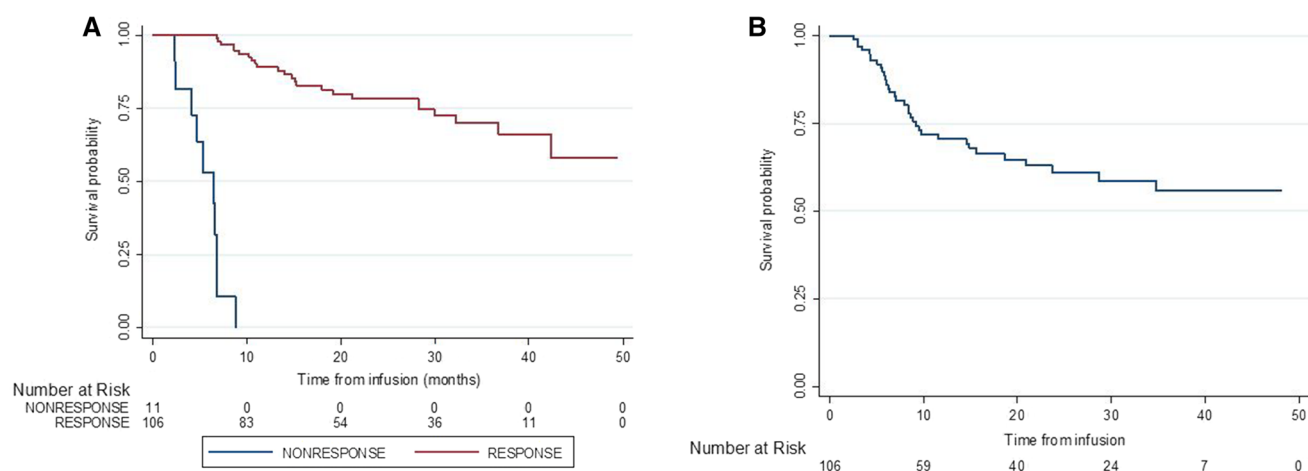 A
Survival probability
1.00
0.75
0.50
0.25
0.00
0 10 20 30 40 50
Time from infusion (months)
Number at Risk
NONRESPONSE 11 0 0 0 0 0
RESPONSE 106 83 54 36 11 0
NONRESPONSE RESPONSE
B
Survival probability
1.00
0.75
0.50
0.25
0.00
0 10 20 30 40 50
Time from infusion
Number at Risk
106 59 40 24 7 0